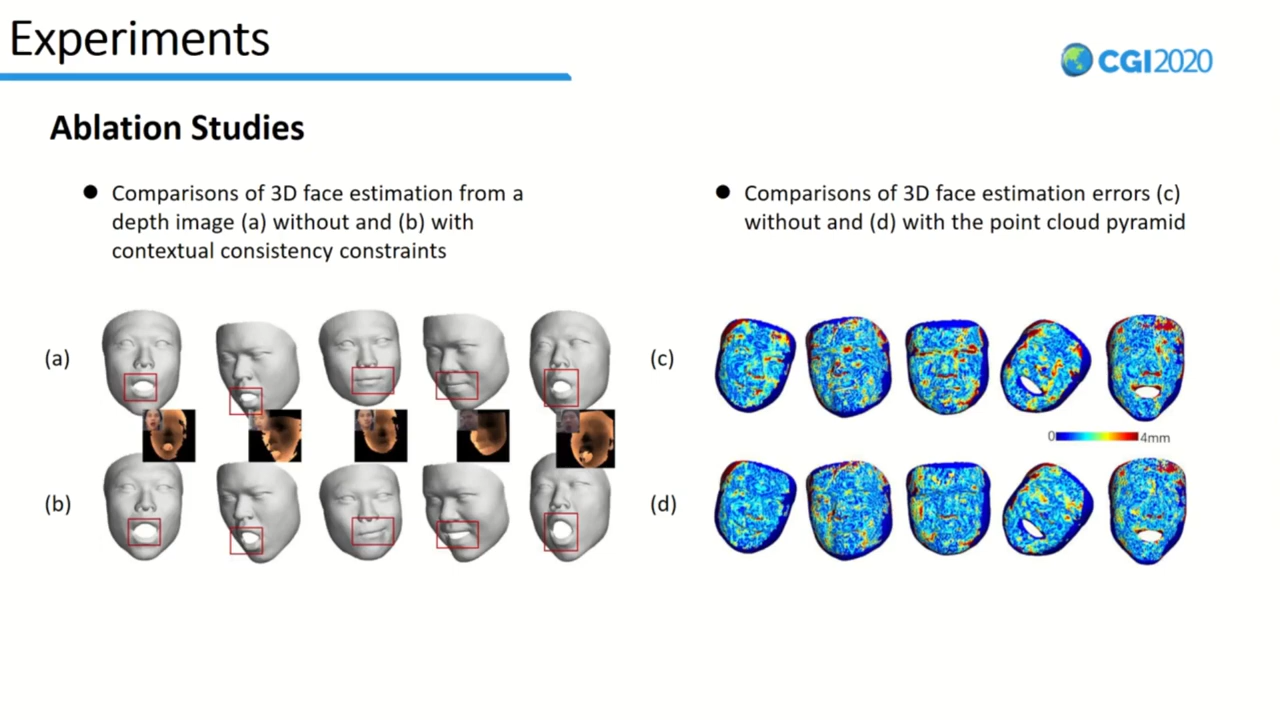 Experiments
CGI2020
Ablation Studies
● Comparisons of 3D face estimation from a
depth image (a) without and (b) with
contextual consistency constraints
● Comparisons of 3D face estimation errors (c)
without and (d) with the point cloud pyramid
(a)
(b)
(c)
0 4mm
(d)